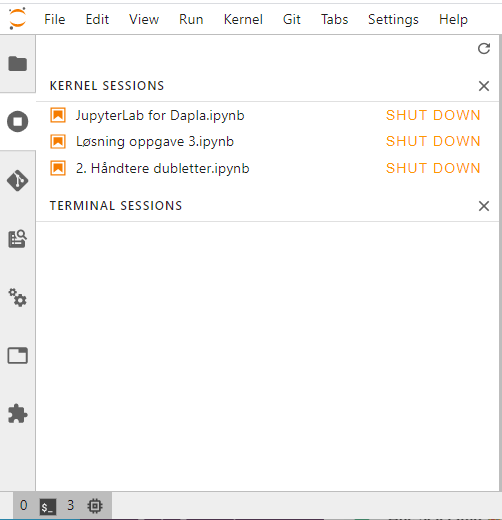 File Edit View Run Kernel Git Tabs Settings Help
KERNEL SESSIONS
JupyterLab for Dapla.ipynb SHUT DOWN
Løsning oppgave 3.ipynb SHUT DOWN
2. Håndtere dubletter.ipynb SHUT DOWN
TERMINAL SESSIONS
0 $_ 3